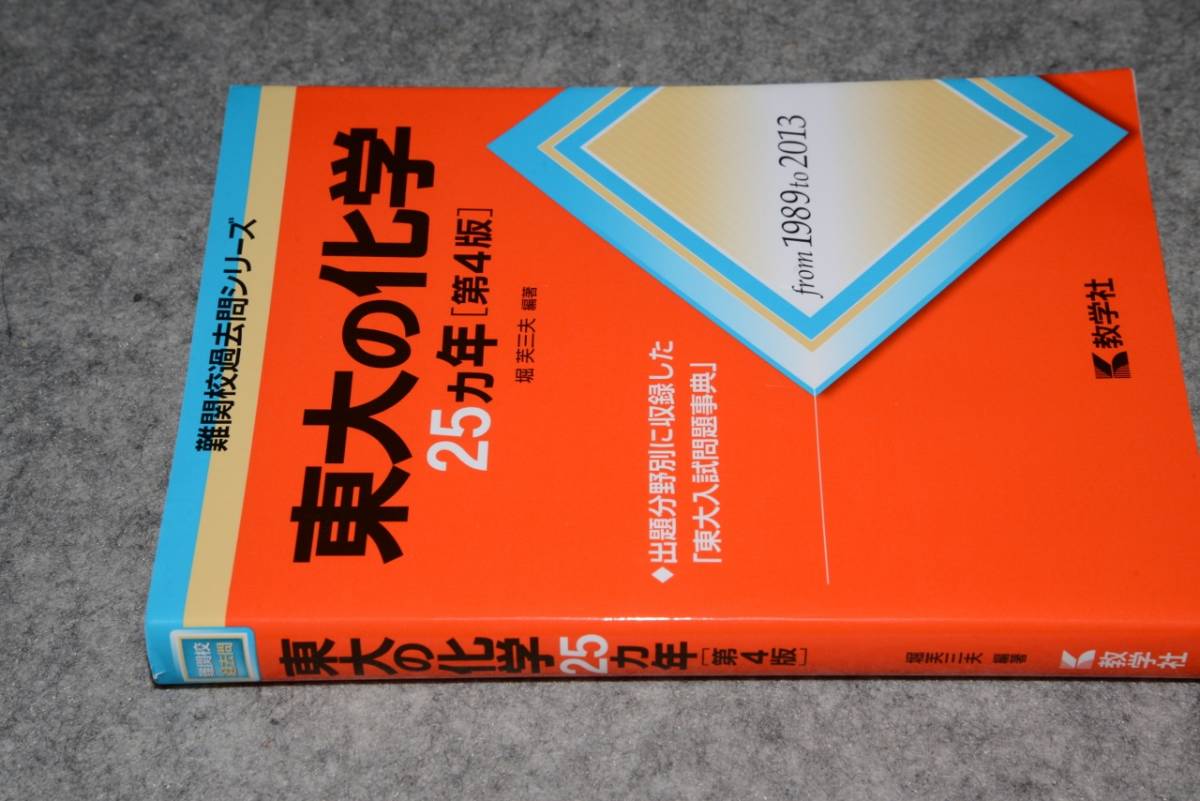 難関校過去問シリーズ
東大の化学
25カ年[第4版]
堀 芙三夫 編著
from 1989 to 2013
◆出題分野別に収録した
「東大入試問題事典」
教学社
難関校
過去問
東大の化学25カ年[第4版]
堀芙三夫 編著
教学社